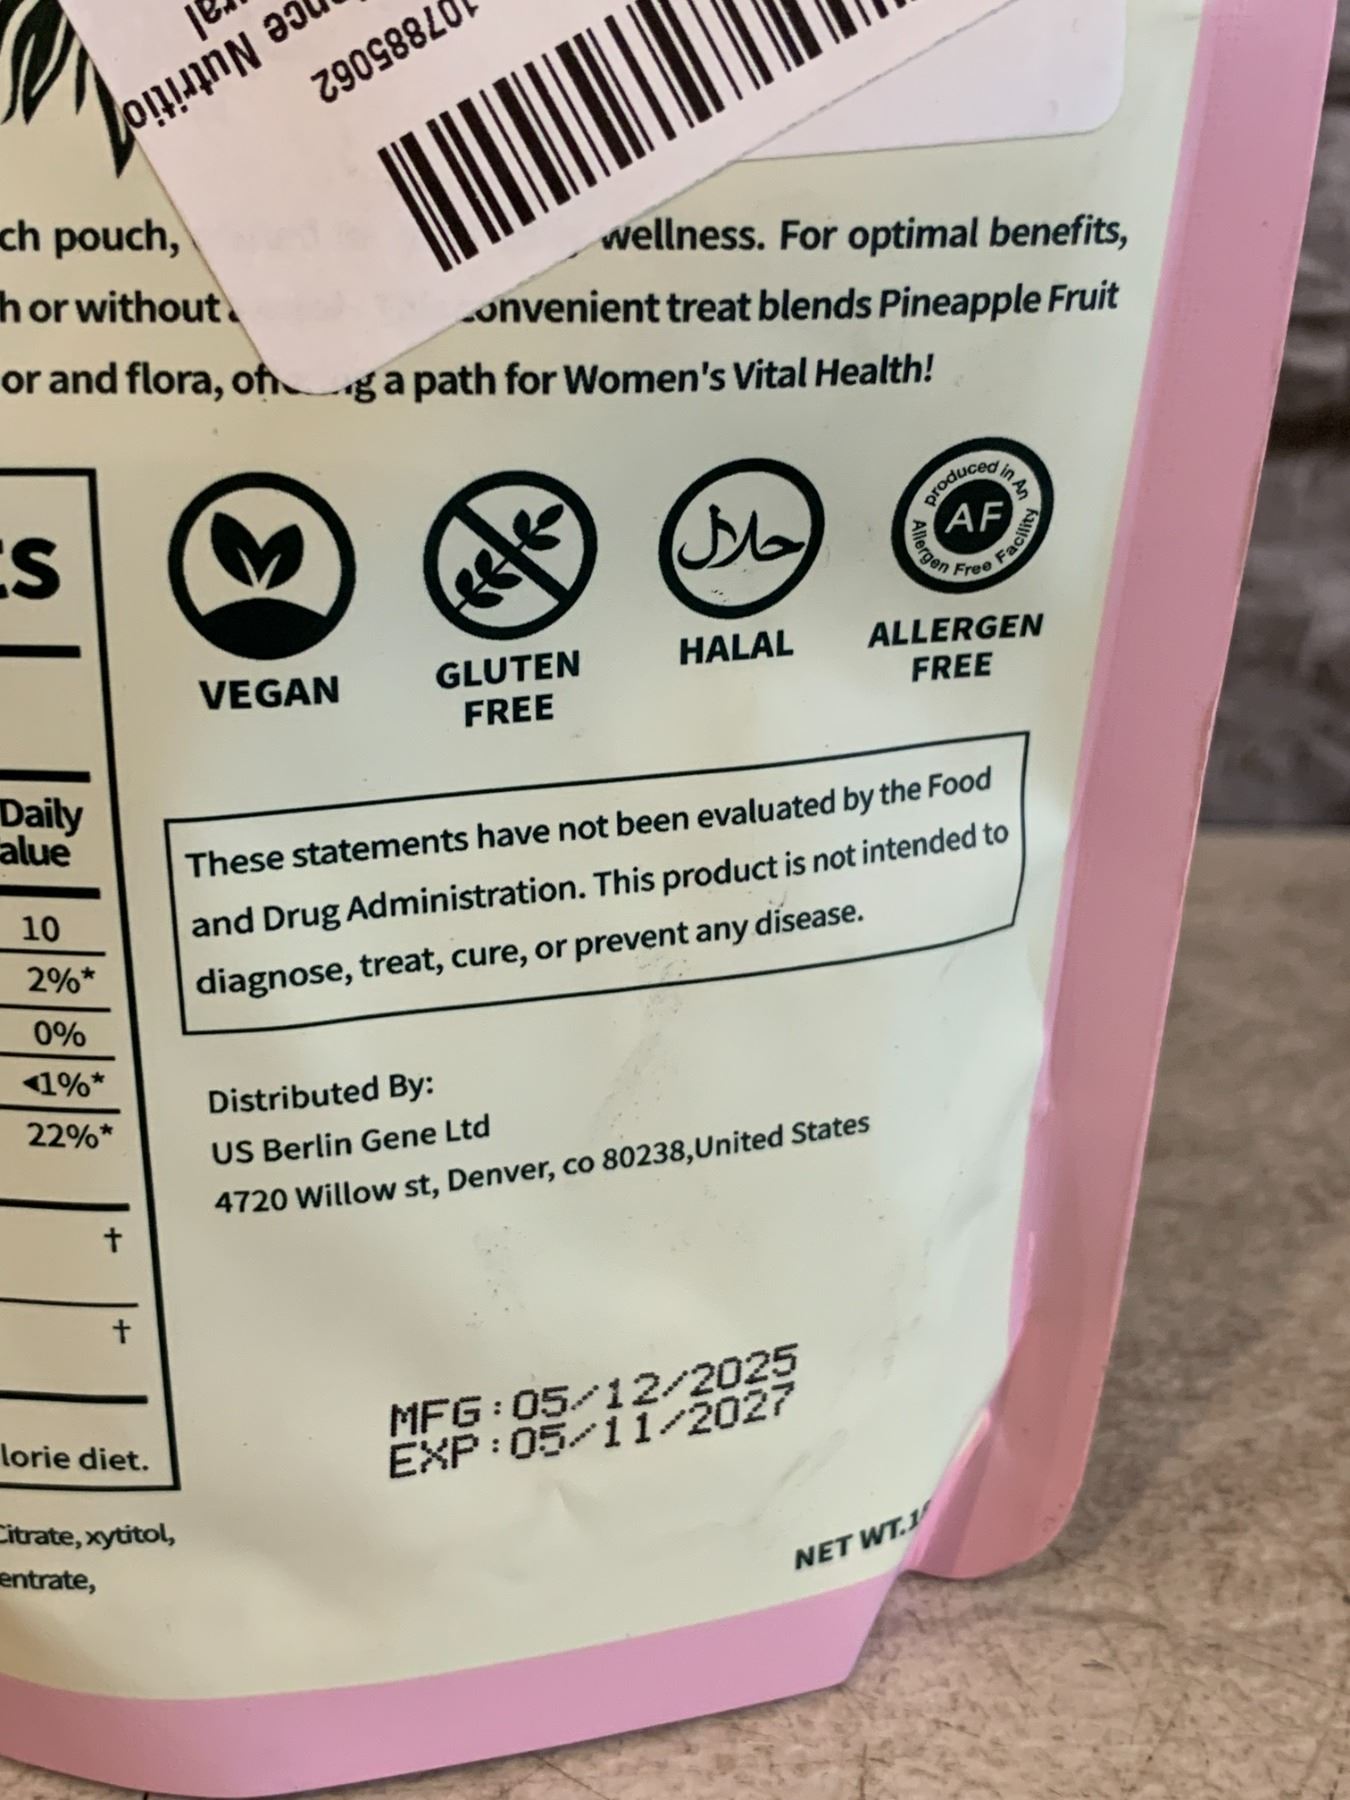 107885062
ch pouch, wellness. For optimal benefits,
h or without convenient treat blends Pineapple Fruit
or and flora, a path for Women's Vital Health!
VEGAN
GLUTEN
FREE
حلال
HALAL
produced in An
Allergen Free Facility
AF
ALLERGEN
FREE
Daily
alue
10
2%*
0%
<1%*
22%*
†
†
lorie diet.
Citrate, xytitol,
entrate,
These statements have not been evaluated by the Food
and Drug Administration. This product is not intended to
diagnose, treat, cure, or prevent any disease.
Distributed By:
US Berlin Gene Ltd
4720 Willow st, Denver, co 80238,United States
MFG:05/12/2025
EXP:05/11/2027
NET WT.